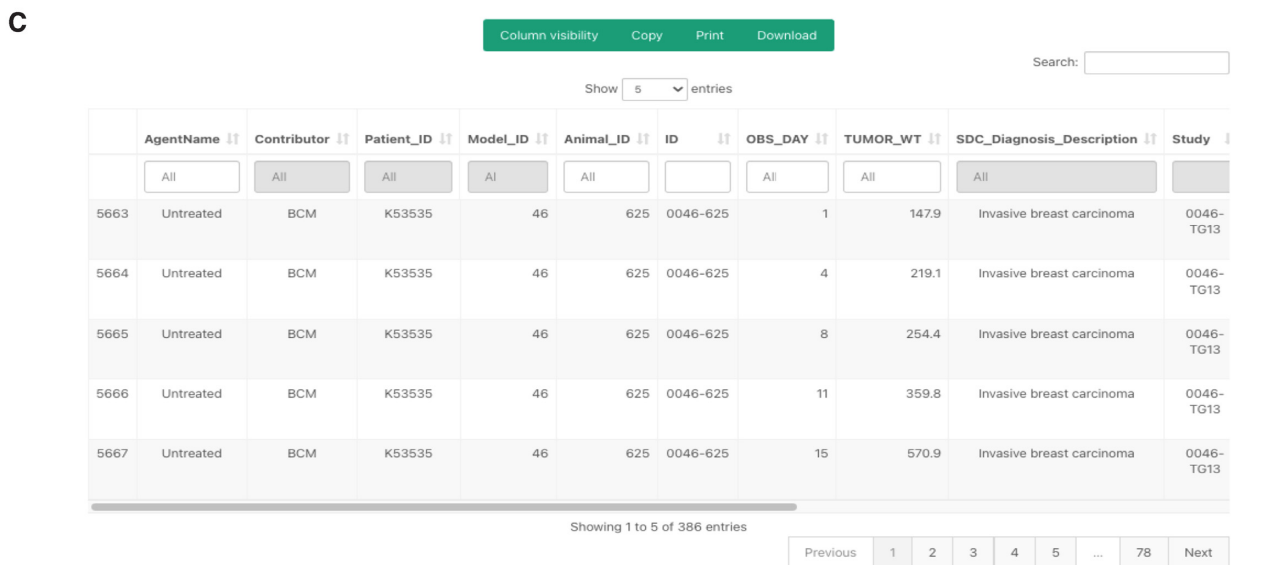 C
Column visibility Copy Print Download
Search:
Show 5 entries
AgentName Contributor Patient_ID Model_ID Animal_ID ID OBS_DAY TUMOR_WT SDC_Diagnosis_Description Study
All All All Al All All All All
5663 Untreated BCM K53535 46 625 0046-625 1 147.9 Invasive breast carcinoma 0046-
TG13
5664 Untreated BCM K53535 46 625 0046-625 4 219.1 Invasive breast carcinoma 0046-
TG13
5665 Untreated BCM K53535 46 625 0046-625 8 254.4 Invasive breast carcinoma 0046-
TG13
5666 Untreated BCM K53535 46 625 0046-625 11 359.8 Invasive breast carcinoma 0046-
TG13
5667 Untreated BCM K53535 46 625 0046-625 15 570.9 Invasive breast carcinoma 0046-
TG13
Showing 1 to 5 of 386 entries
Previous 1 2 3 4 5 ... 78 Next